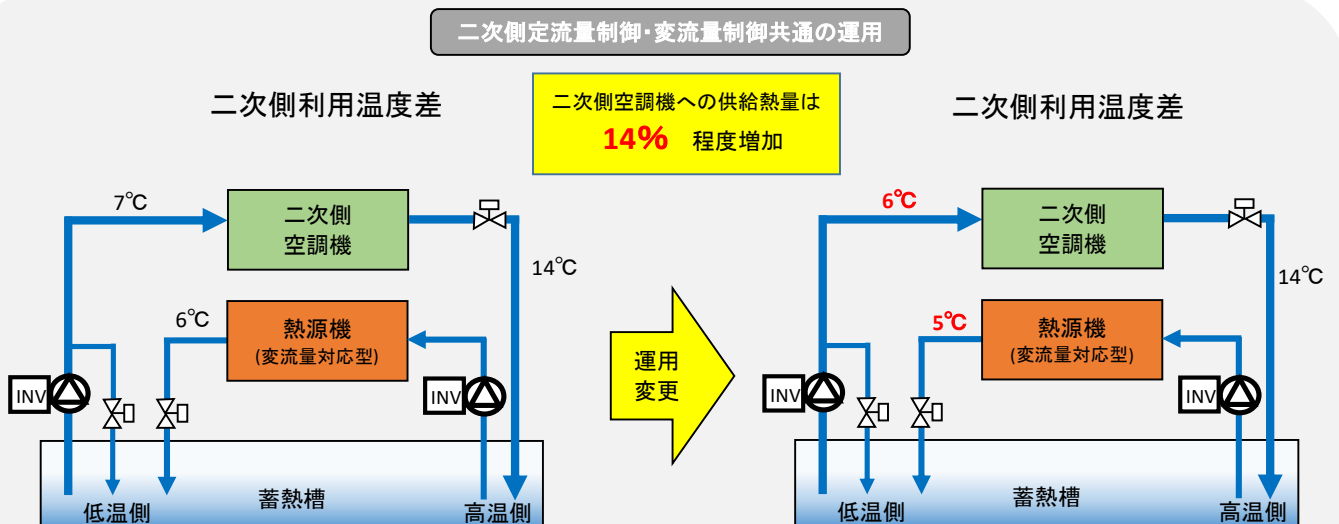 二次側定流量制御・変流量制御共通の運用
二次側利用温度差
二次側空調機への供給熱量は
14% 程度増加
二次側利用温度差
7℃
二次側
空調機
14℃
6℃
熱源機
(変流量対応型)
INV
INV
低温側
蓄熱槽
高温側
運用
変更
6℃
二次側
空調機
14℃
5℃
熱源機
(変流量対応型)
INV
INV
低温側
蓄熱槽
高温側